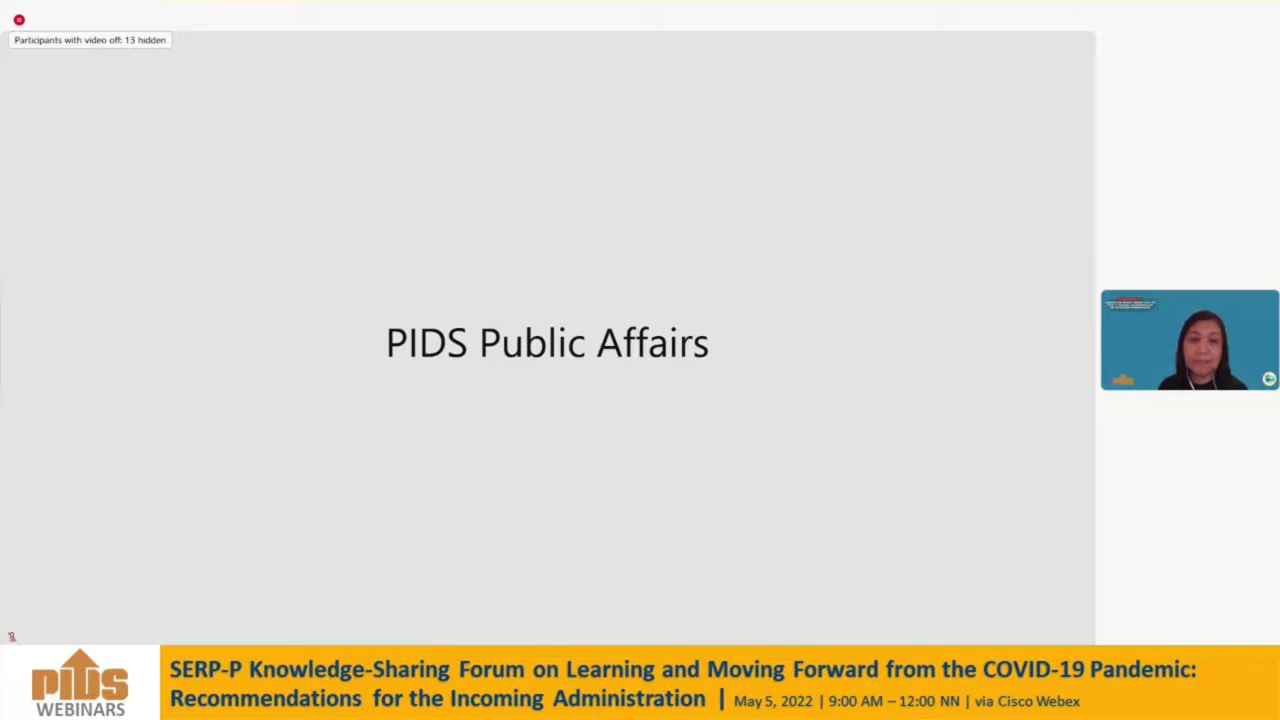 Participants with video off: 13 hidden
PIDS Public Affairs
PIDS
WEBINARS
SERP-P Knowledge-Sharing Forum on Learning and Moving Forward from the COVID-19 Pandemic:
Recommendations for the Incoming Administration | May 5, 2022 | 9:00 AM – 12:00 NN | via Cisco Webex